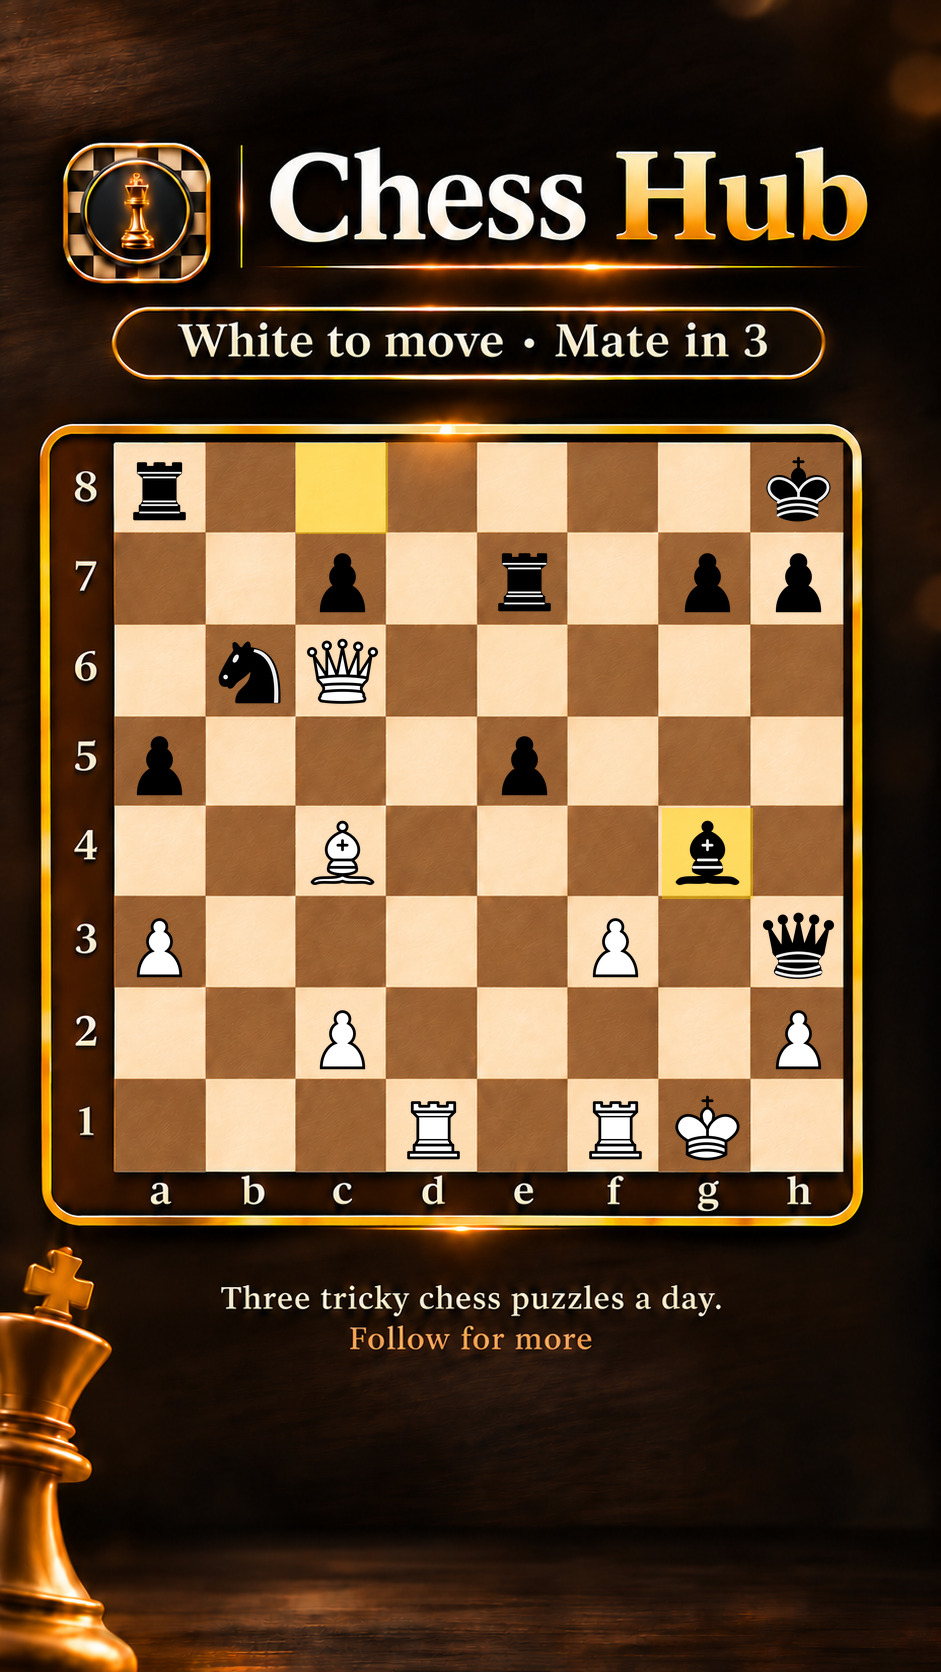 Chess Hub
White to move • Mate in 3
8
7
6
5
4
3
2
1
a b c d e f g h
Three tricky chess puzzles a day.
Follow for more